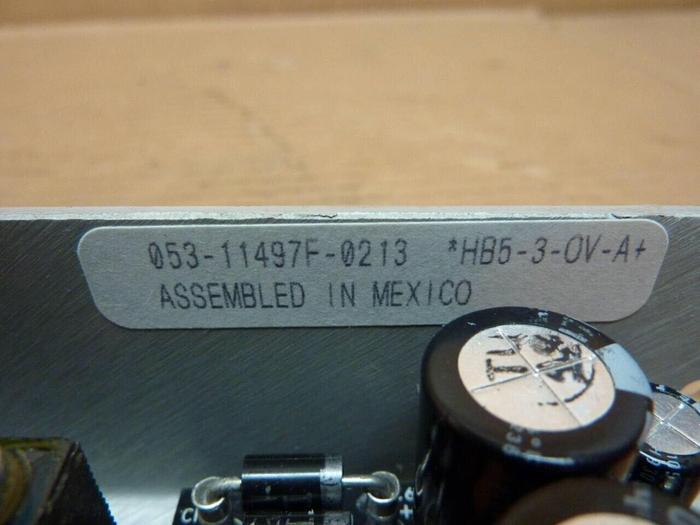 053-11497F-0213 *HB5-3-OV-A+
ASSEMBLED IN MEXICO